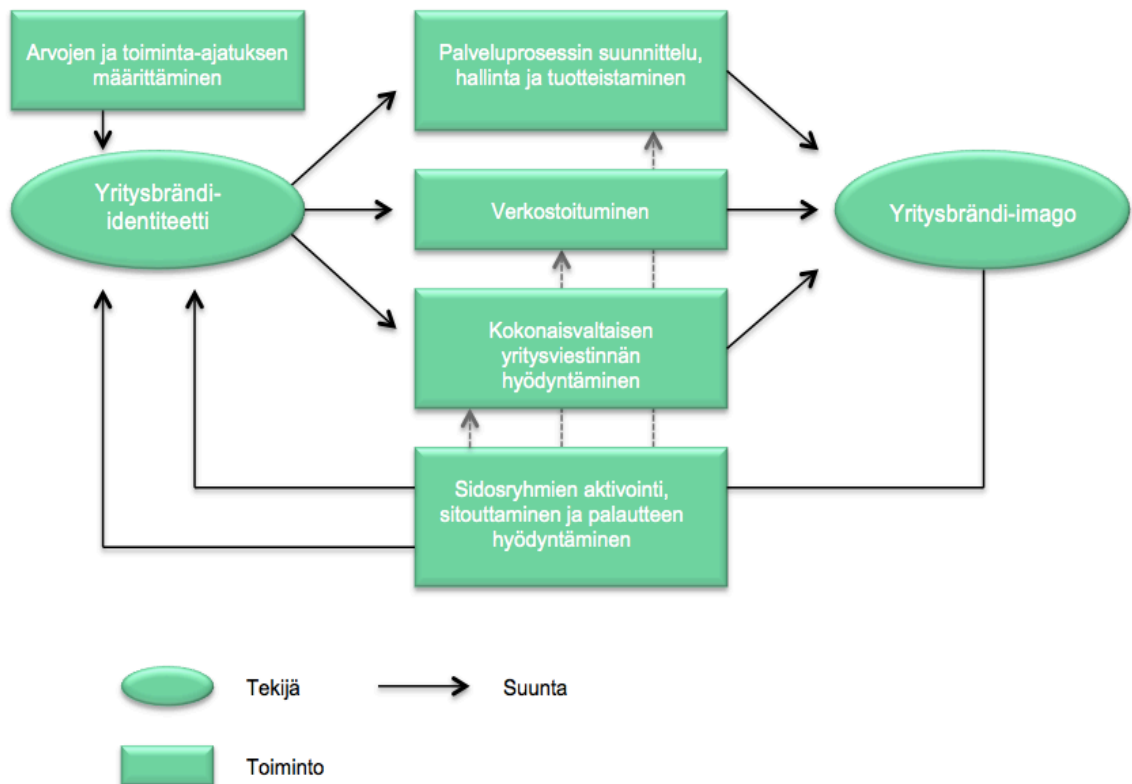 Arvojen ja toiminta-ajatuksen
määrittäminen
Palveluprosessin suunnittelu,
hallinta ja tuotteistaminen
Yritysbrändi-
identiteetti
Verkostoituminen
Yritysbrändi-imago
Kokonaisvaltaisen
yritysviestinnän
hyödyntäminen
Sidosryhmien aktivointi,
sitouttaminen ja palautteen
hyödyntäminen
Tekijä
Suunta
Toiminto